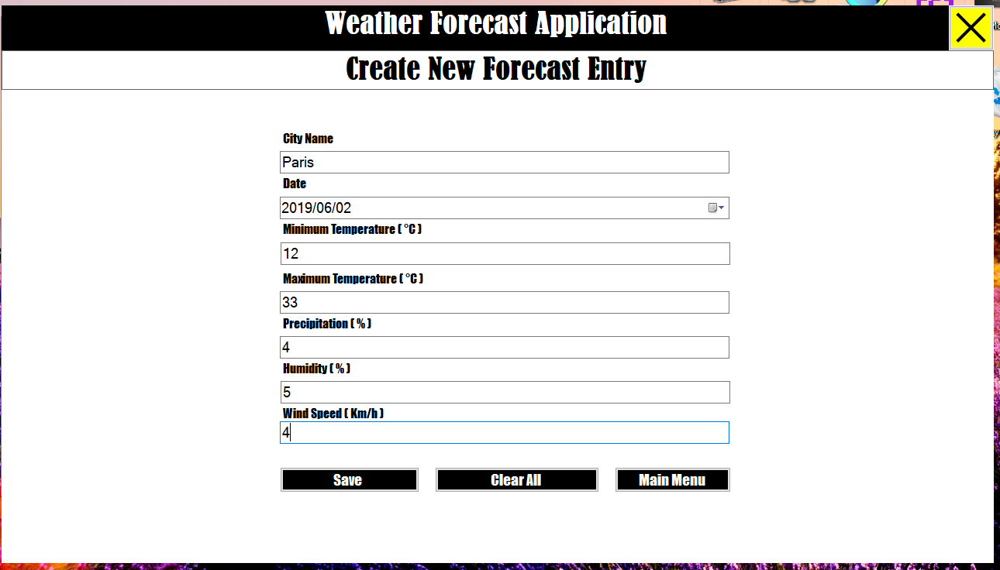 Weather Forecast Application
Create New Forecast Entry
City Name
Paris
Date
2019/06/02
Minimum Temperature ( °C )
12
Maximum Temperature ( °C )
33
Precipitation ( % )
4
Humidity ( % )
5
Wind Speed ( Km/h )
4
Save Clear All Main Menu